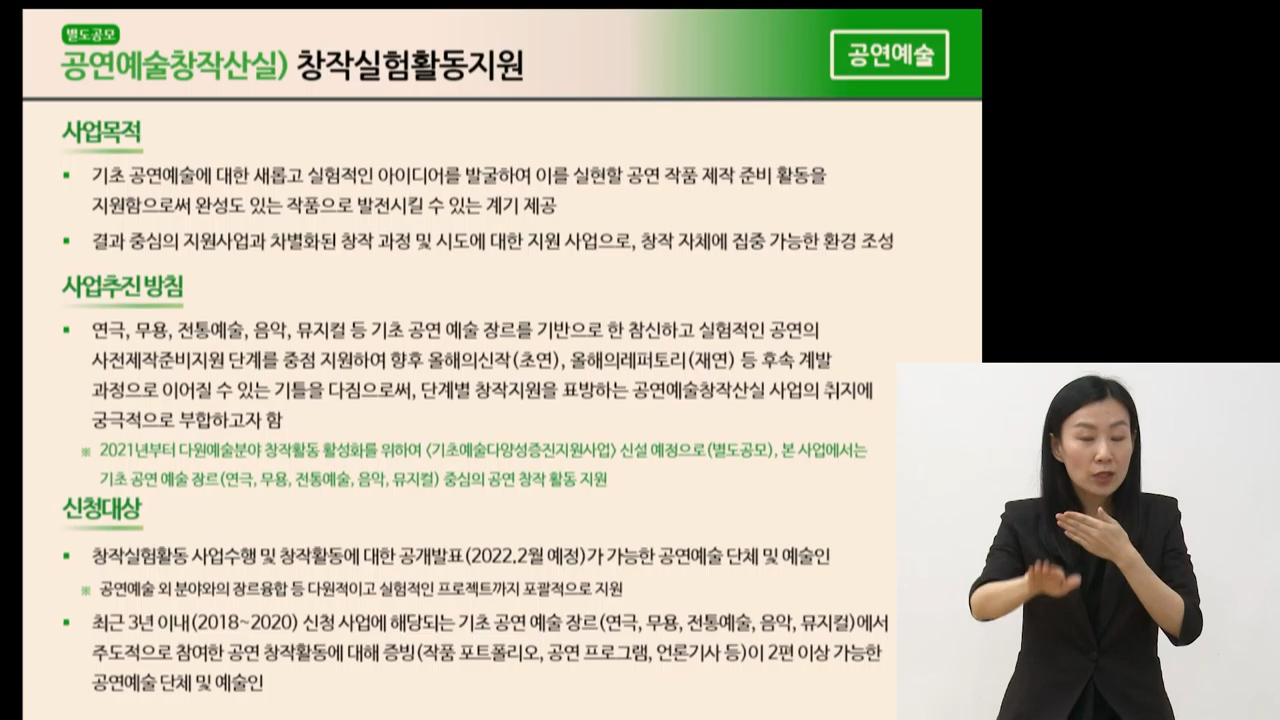 별도공모
공연예술창작산실) 창작실험활동지원
공연예술
사업목적
▪ 기초 공연예술에 대한 새롭고 실험적인 아이디어를 발굴하여 이를 실현할 공연 작품 제작 준비 활동을
지원함으로써 완성도 있는 작품으로 발전시킬 수 있는 계기 제공
▪ 결과 중심의 지원사업과 차별화된 창작 과정 및 시도에 대한 지원 사업으로, 창작 자체에 집중 가능한 환경 조성
사업추진 방침
▪ 연극, 무용, 전통예술, 음악, 뮤지컬 등 기초 공연 예술 장르를 기반으로 한 참신하고 실험적인 공연의
사전제작준비지원 단계를 중점 지원하여 향후 올해의신작(초연), 올해의레퍼토리(재연) 등 후속 계발
과정으로 이어질 수 있는 기틀을 다짐으로써, 단계별 창작지원을 표방하는 공연예술창작산실 사업의 취지에
궁극적으로 부합하고자 함
※ 2021년부터 다원예술분야 창작활동 활성화를 위하여 <기초예술다양성증진지원사업> 신설 예정으로(별도공모), 본 사업에서는
기초 공연 예술 장르(연극, 무용, 전통예술, 음악, 뮤지컬) 중심의 공연 창작 활동 지원
신청대상
▪ 창작실험활동 사업수행 및 창작활동에 대한 공개발표(2022.2월 예정)가 가능한 공연예술 단체 및 예술인
※ 공연예술 외 분야와의 장르융합 등 다원적이고 실험적인 프로젝트까지 포괄적으로 지원
▪ 최근 3년 이내(2018~2020) 신청 사업에 해당되는 기초 공연 예술 장르(연극, 무용, 전통예술, 음악, 뮤지컬)에서
주도적으로 참여한 공연 창작활동에 대해 증빙(작품 포트폴리오, 공연 프로그램, 언론기사 등)이 2편 이상 가능한
공연예술 단체 및 예술인